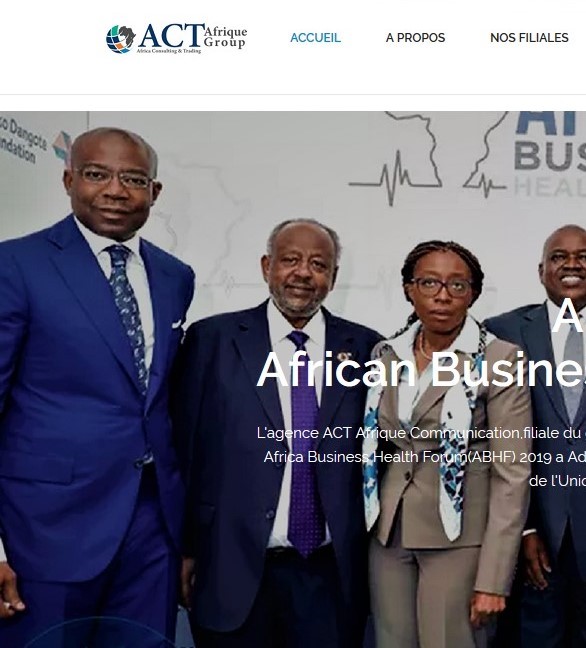 ACT Afrique
Group
Africa Consulting & Trading
ACCUEIL
A PROPOS
NOS FILIALES
Dangote
ndation
BUS
HEAL
A
African Busine
L'agence ACT Afrique Communication,filiale du
Africa Business Health Forum(ABHF) 2019 a Ad
de l'Unio